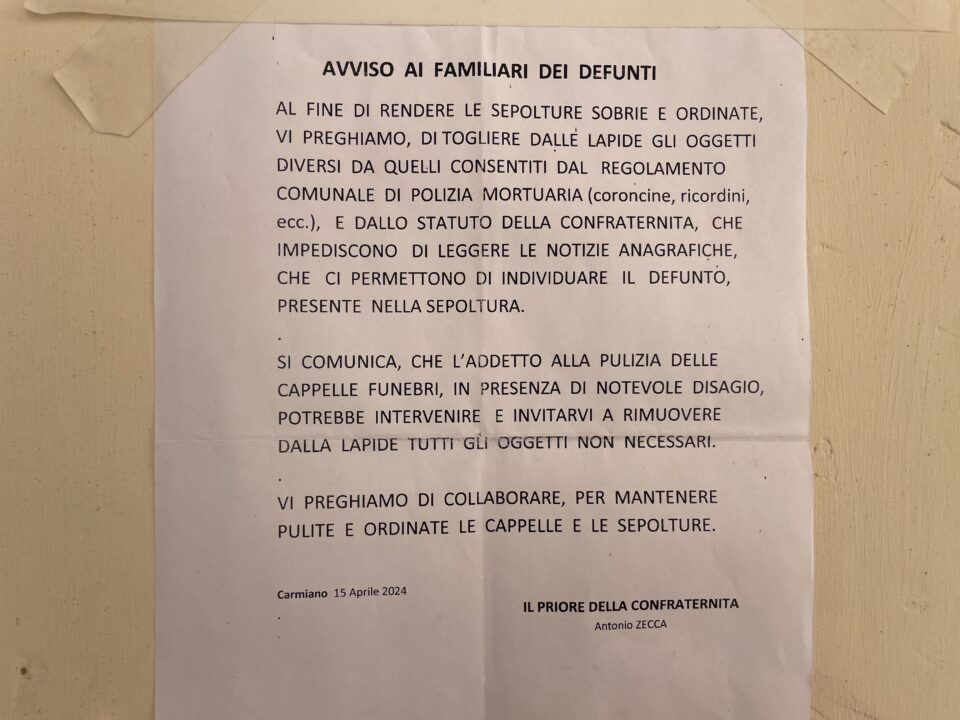 AVVISO AI FAMILIARI DEI DEFUNTI
AL FINE DI RENDERE LE SEPOLTURE SOBRIE E ORDINATE,
VI PREGHIAMO, DI TOGLIERE DALLE LAPIDE GLI OGGETTI
DIVERSI DA QUELLI CONSENTITI DAL REGOLAMENTO
COMUNALE DI POLIZIA MORTUARIA (coroncine, ricordini,
ecc.), E DALLO STATUTO DELLA CONFRATERNITA, CHE
IMPEDISCONO DI LEGGERE LE NOTIZIE ANAGRAFICHE,
CHE CI PERMETTONO DI INDIVIDUARE IL DEFUNTO,
PRESENTE NELLA SEPOLTURA.
.
SI COMUNICA, CHE L'ADDETTO ALLA PULIZIA DELLE
CAPPELLE FUNEBRI, IN PRESENZA DI NOTEVOLE DISAGIO,
POTREBBE INTERVENIRE E INVITARVI A RIMUOVERE
DALLA LAPIDE TUTTI GLI OGGETTI NON NECESSARI.
.
VI PREGHIAMO DI COLLABORARE, PER MANTENERE
PULITE E ORDINATE LE CAPPELLE E LE SEPOLTURE.
Carmiano 15 Aprile 2024
IL PRIORE DELLA CONFRATERNITA
Antonio ZECCA